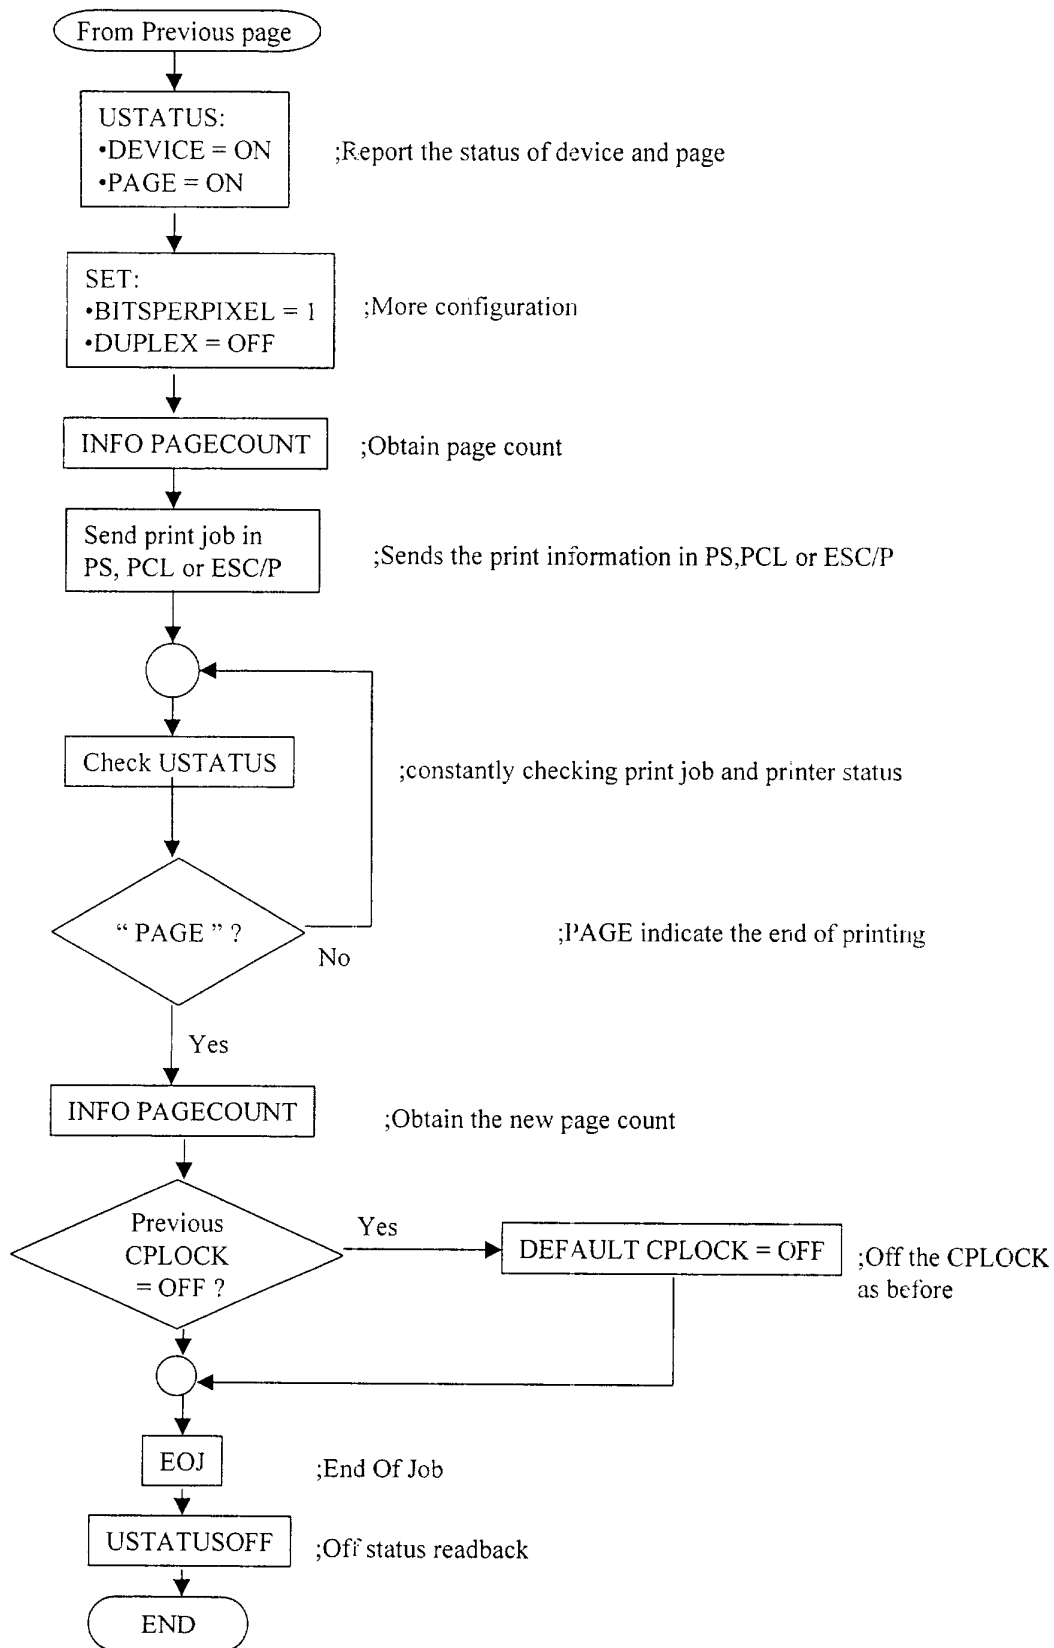 From Previous page
USTATUS:
•DEVICE = ON
•PAGE = ON
;Report the status of device and page
SET:
•BITSPERPIXEL = 1
•DUPLEX = OFF
;More configuration
INFO PAGECOUNT
;Obtain page count
Send print job in
PS, PCL or ESC/P
;Sends the print information in PS,PCL or ESC/P
Check USTATUS
;constantly checking print job and printer status
“ PAGE ” ?
No
;PAGE indicate the end of printing
Yes
INFO PAGECOUNT
;Obtain the new page count
Previous
CPLOCK
= OFF ?
Yes
DEFAULT CPLOCK = OFF
;Off the CPLOCK
as before
EOJ
;End Of Job
USTATUSOFF
;Off status readback
END